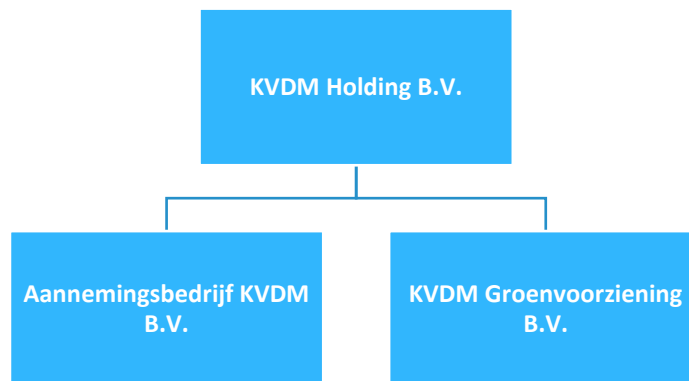 KVDM Holding B.V.
Aannemingsbedrijf KVDM
B.V.
KVDM Groenvoorziening
B.V.